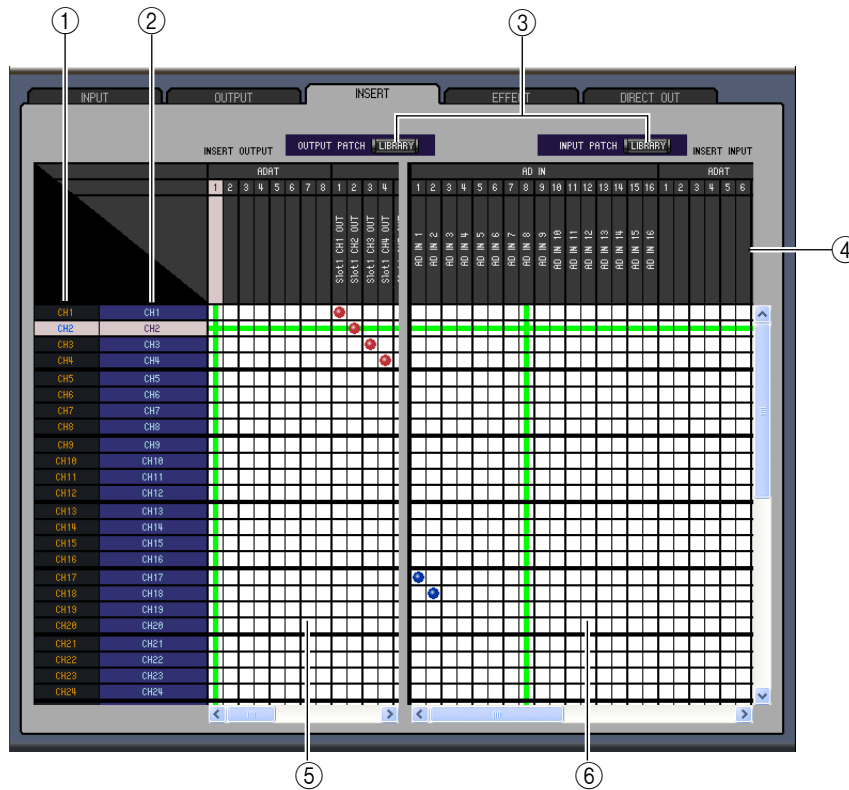 ① ② ③
INPUT OUTPUT INSERT EFFECT DIRECT OUT
INSERT OUTPUT OUTPUT PATCH LIBRARY INPUT PATCH LIBRARY INSERT INPUT
ADAT AD IN ADAT
1 2 3 4 5 6 7 8 1 2 3 4 1 2 3 4 5 6 7 8 9 10 11 12 13 14 15 16 1 2 3 4 5 6
Slot1 CH1 OUT
Slot1 CH2 OUT
Slot1 CH3 OUT
Slot1 CH4 OUT
AD IN 1
AD IN 2
AD IN 3
AD IN 4
AD IN 5
AD IN 6
AD IN 7
AD IN 8
AD IN 9
AD IN 10
AD IN 11
AD IN 12
AD IN 13
AD IN 14
AD IN 15
AD IN 16
④
CH1 CH1
CH2 CH2
CH3 CH3
CH4 CH4
CH5 CH5
CH6 CH6
CH7 CH7
CH8 CH8
CH9 CH9
CH10 CH10
CH11 CH11
CH12 CH12
CH13 CH13
CH14 CH14
CH15 CH15
CH16 CH16
CH17 CH17
CH18 CH18
CH19 CH19
CH20 CH20
CH21 CH21
CH22 CH22
CH23 CH23
CH24 CH24
⑤ ⑥